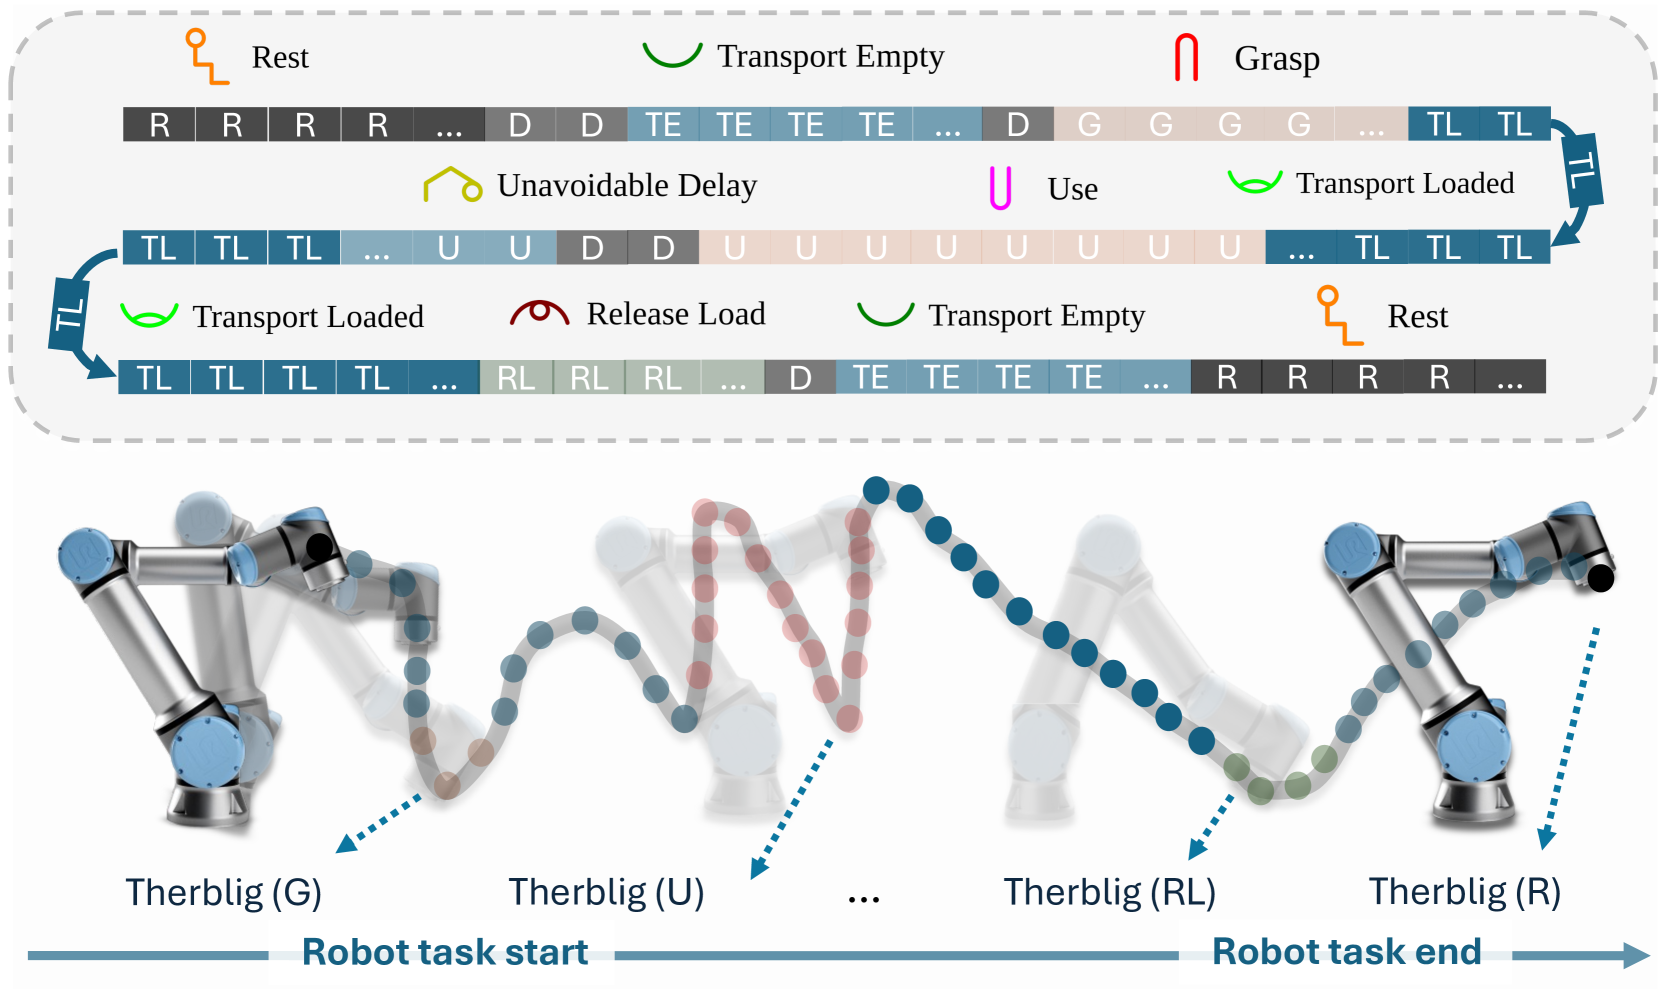 Rest Transport Empty Grasp
R R R R ... D D TE TE TE TE ... D G G G G ... TL TL
TL
Unavoidable Delay Use Transport Loaded
TL TL TL ... U U D D U U U U U U U U ... TL TL TL
TL
Transport Loaded Release Load Transport Empty Rest
TL TL TL TL ... RL RL RL ... D TE TE TE TE ... R R R R ...
Therblig (G) Therblig (U) ... Therblig (RL) Therblig (R)
Robot task start Robot task end